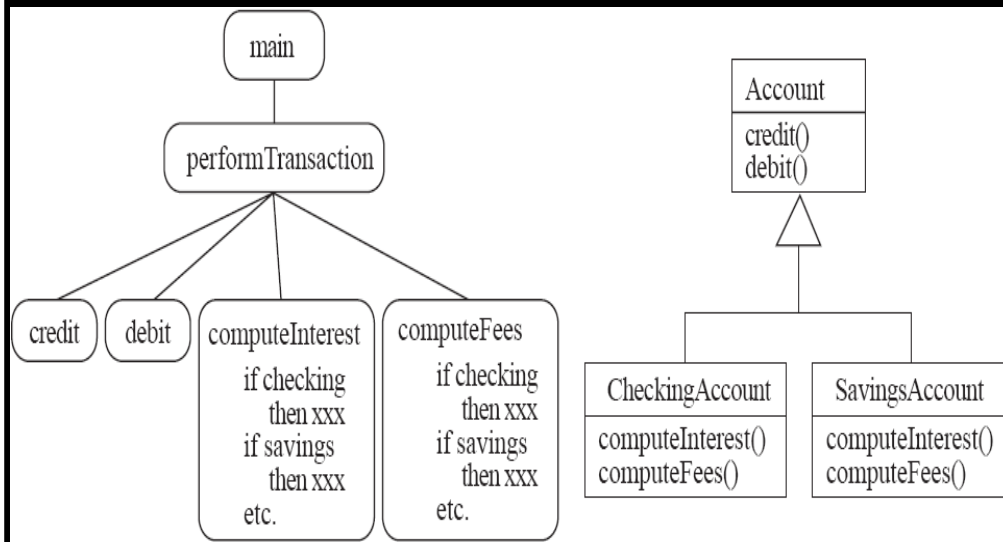 main
performTransaction
credit
debit
computeInterest
if checking
then xxx
if savings
then xxx
etc.
computeFees
if checking
then xxx
if savings
then xxx
etc.
Account
credit()
debit()
CheckingAccount
computeInterest()
computeFees()
SavingsAccount
computeInterest()
computeFees()